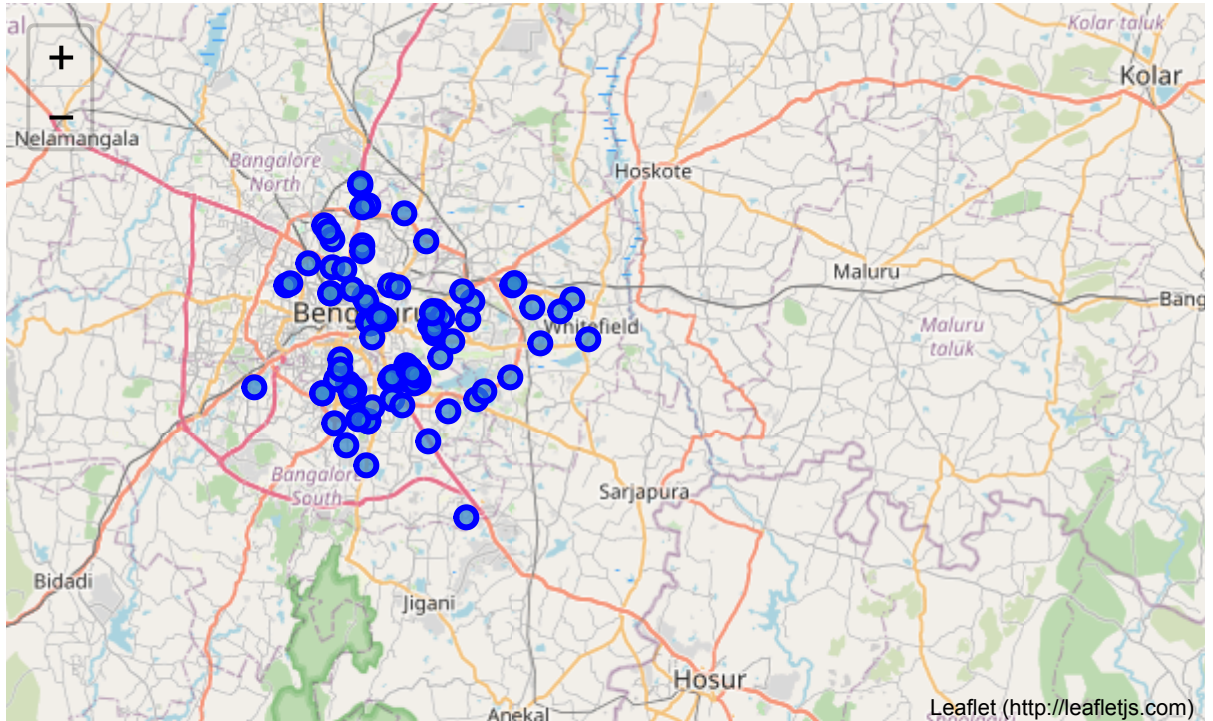 al
Kolar taluk
+
Kolar
−
Nelamangala
Bangalore
North
Hoskote
Maluru
Bang
Whitefield
Maluru
taluk
Bangalore
South
Sarjapura
Bidadi
Jigani
Hosur
Anekal
Leaflet (http://leafletjs.com)